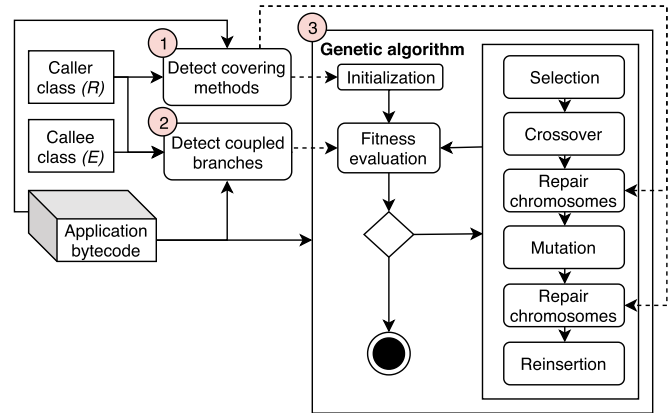 3
Genetic algorithm
1
Caller
class (R)
Detect covering
methods
Initialization
Selection
2
Callee
class (E)
Detect coupled
branches
Fitness
evaluation
Crossover
Repair
chromosomes
Application
bytecode
Mutation
Repair
chromosomes
Reinsertion